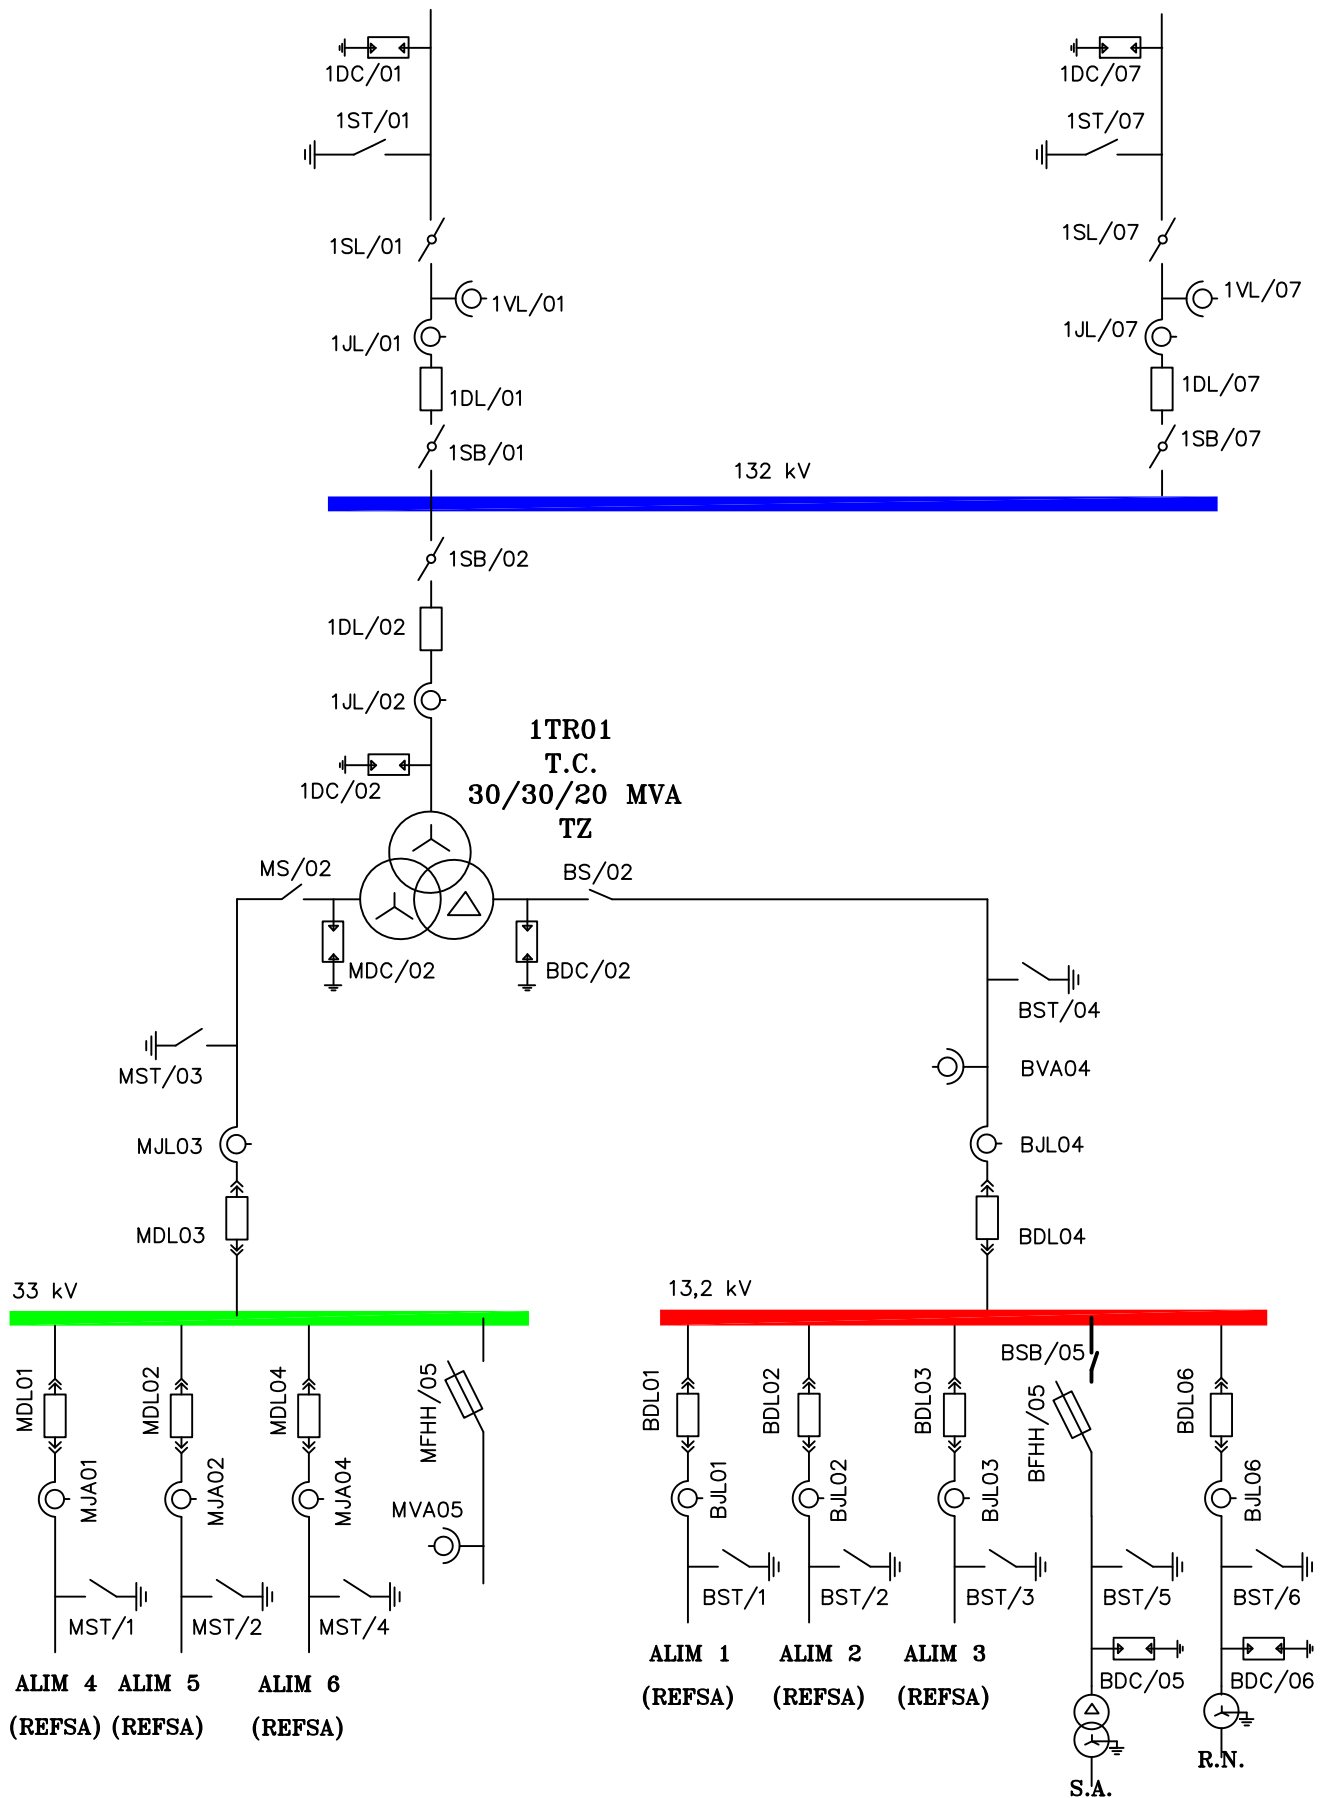 1DC/01
1DC/07
1ST/01
1ST/07
1SL/01
1SL/07
1VL/01
1VL/07
1JL/01
1JL/07
1DL/01
1DL/07
1SB/01
1SB/07
132 kV
1SB/02
1DL/02
1JL/02
1TR01
T.C.
30/30/20 MVA
TZ
1DC/02
MS/02
BS/02
MDC/02
BDC/02
BST/04
MST/03
BVA04
MJL03
BJL04
MDL03
BDL04
33 kV
13,2 kV
MDL01
MDL02
MDL04
MFHH/05
BDL01
BDL02
BDL03
BSB/05
BFHH/05
BDL06
MJA01
MJA02
MJA04
MVA05
BJL01
BJL02
BJL03
BJL06
MST/1
MST/2
MST/4
BST/1
BST/2
BST/3
BST/5
BST/6
BDC/05
BDC/06
ALIM 4
(REFSA)
ALIM 5
(REFSA)
ALIM 6
(REFSA)
ALIM 1
(REFSA)
ALIM 2
(REFSA)
ALIM 3
(REFSA)
S.A.
R.N.